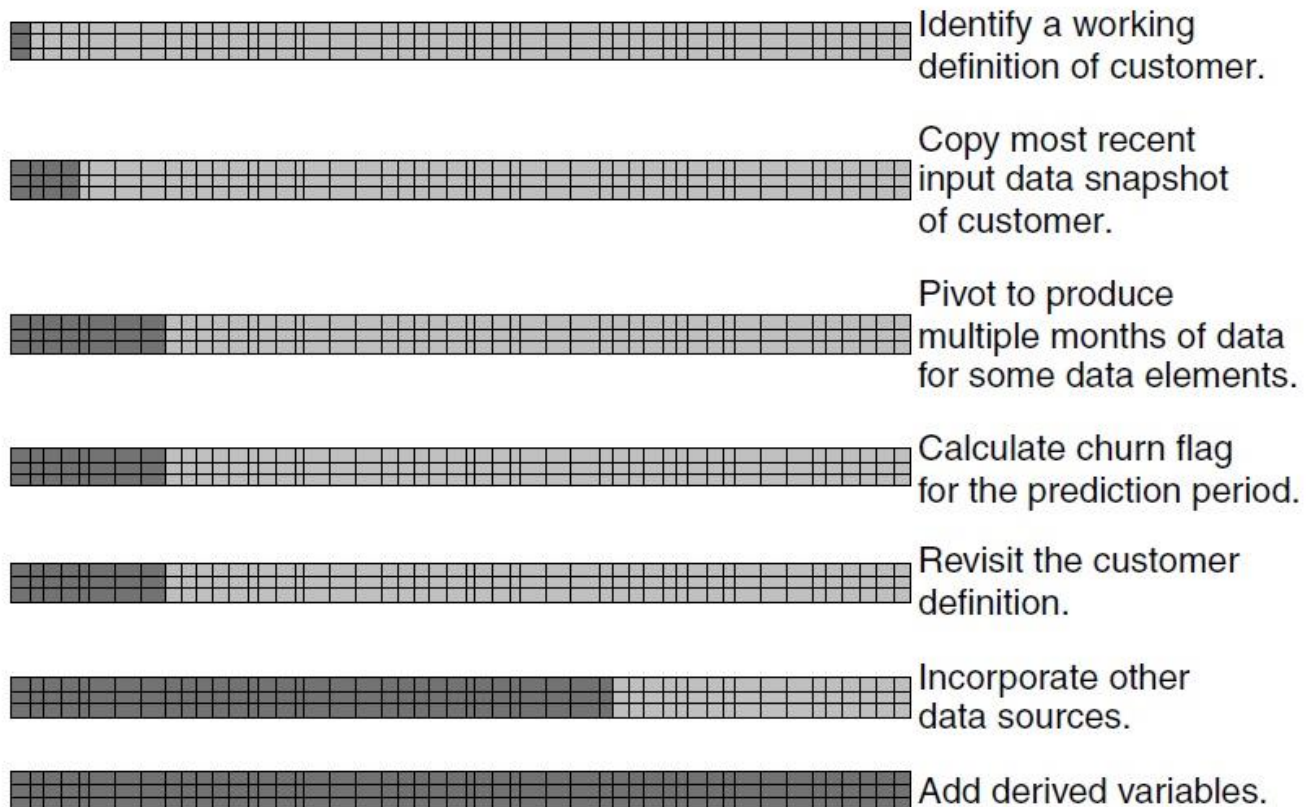 Identify a working
definition of customer.
Copy most recent
input data snapshot
of customer.
Pivot to produce
multiple months of data
for some data elements.
Calculate churn flag
for the prediction period.
Revisit the customer
definition.
Incorporate other
data sources.
Add derived variables.